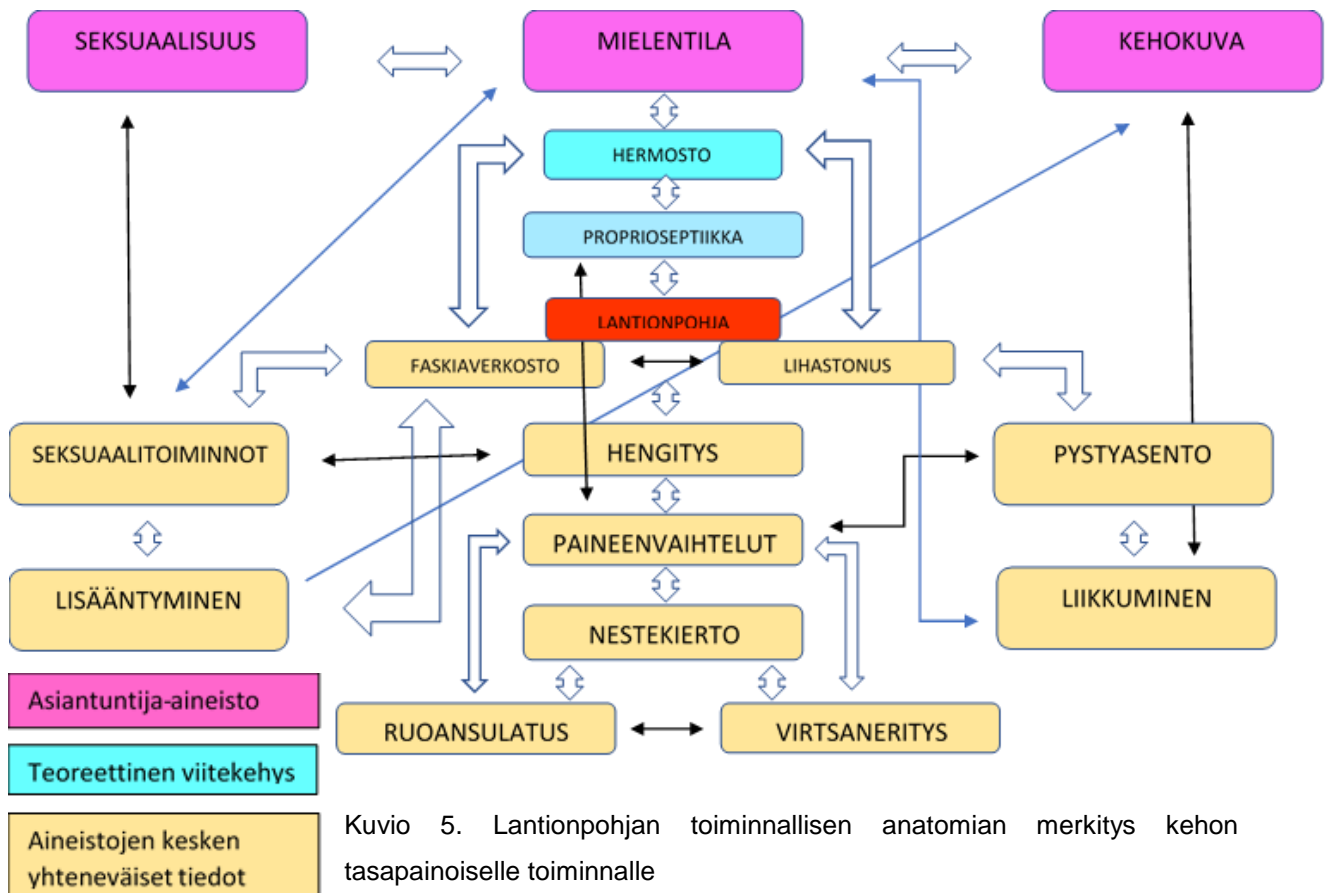 SEKSUAALISUUS
MIELENTILA
KEHOKUVA
HERMOSTO
PROPRIOSEPTIIKKA
LANTIONPOHJA
FASKIAVERKOSTO
LIHASTONUS
SEKSUAALITOIMINNOT
HENGITYS
PYSTYASENTO
PAINEENVAIHTELUT
LISÄÄNTYMINEN
LIIKKUMINEN
NESTEKIERTO
RUOANSULATUS
VIRTSANERITYS
Asiantuntija-aineisto
Teoreettinen viitekehys
Aineistojen kesken
yhteneväiset tiedot
Kuvio 5. Lantionpohjan toiminnallisen anatomian merkitys kehon
tasapainoiselle toiminnalle